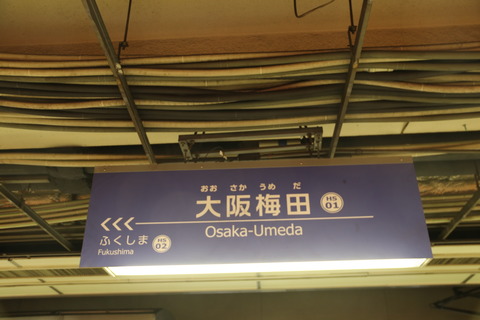 おおさかうめだ
大阪梅田 HS 01
Osaka-Umeda
<<<
ふくしま HS 02
Fukushima